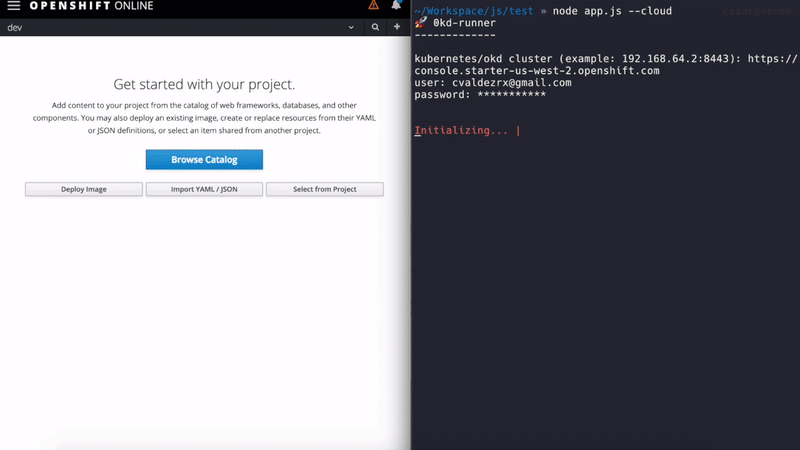 OPENSHIFT ONLINE
dev
Get started with your project.
Add content to your project from the catalog of web frameworks, databases, and other
components. You may also deploy an existing image, create or replace resources from their YAML
or JSON definitions, or select an item shared from another project.
Browse Catalog
Deploy Image
Import YAML / JSON
Select from Project
~/Workspace/js/test » node app.js --cloud
🚀 0kd-runner
-------------
kubernetes/okd cluster (example: 192.168.64.2:8443): https://
console.starter-us-west-2.openshift.com
user: cvaldezrx@gmail.com
password: ***********
Initializing... |